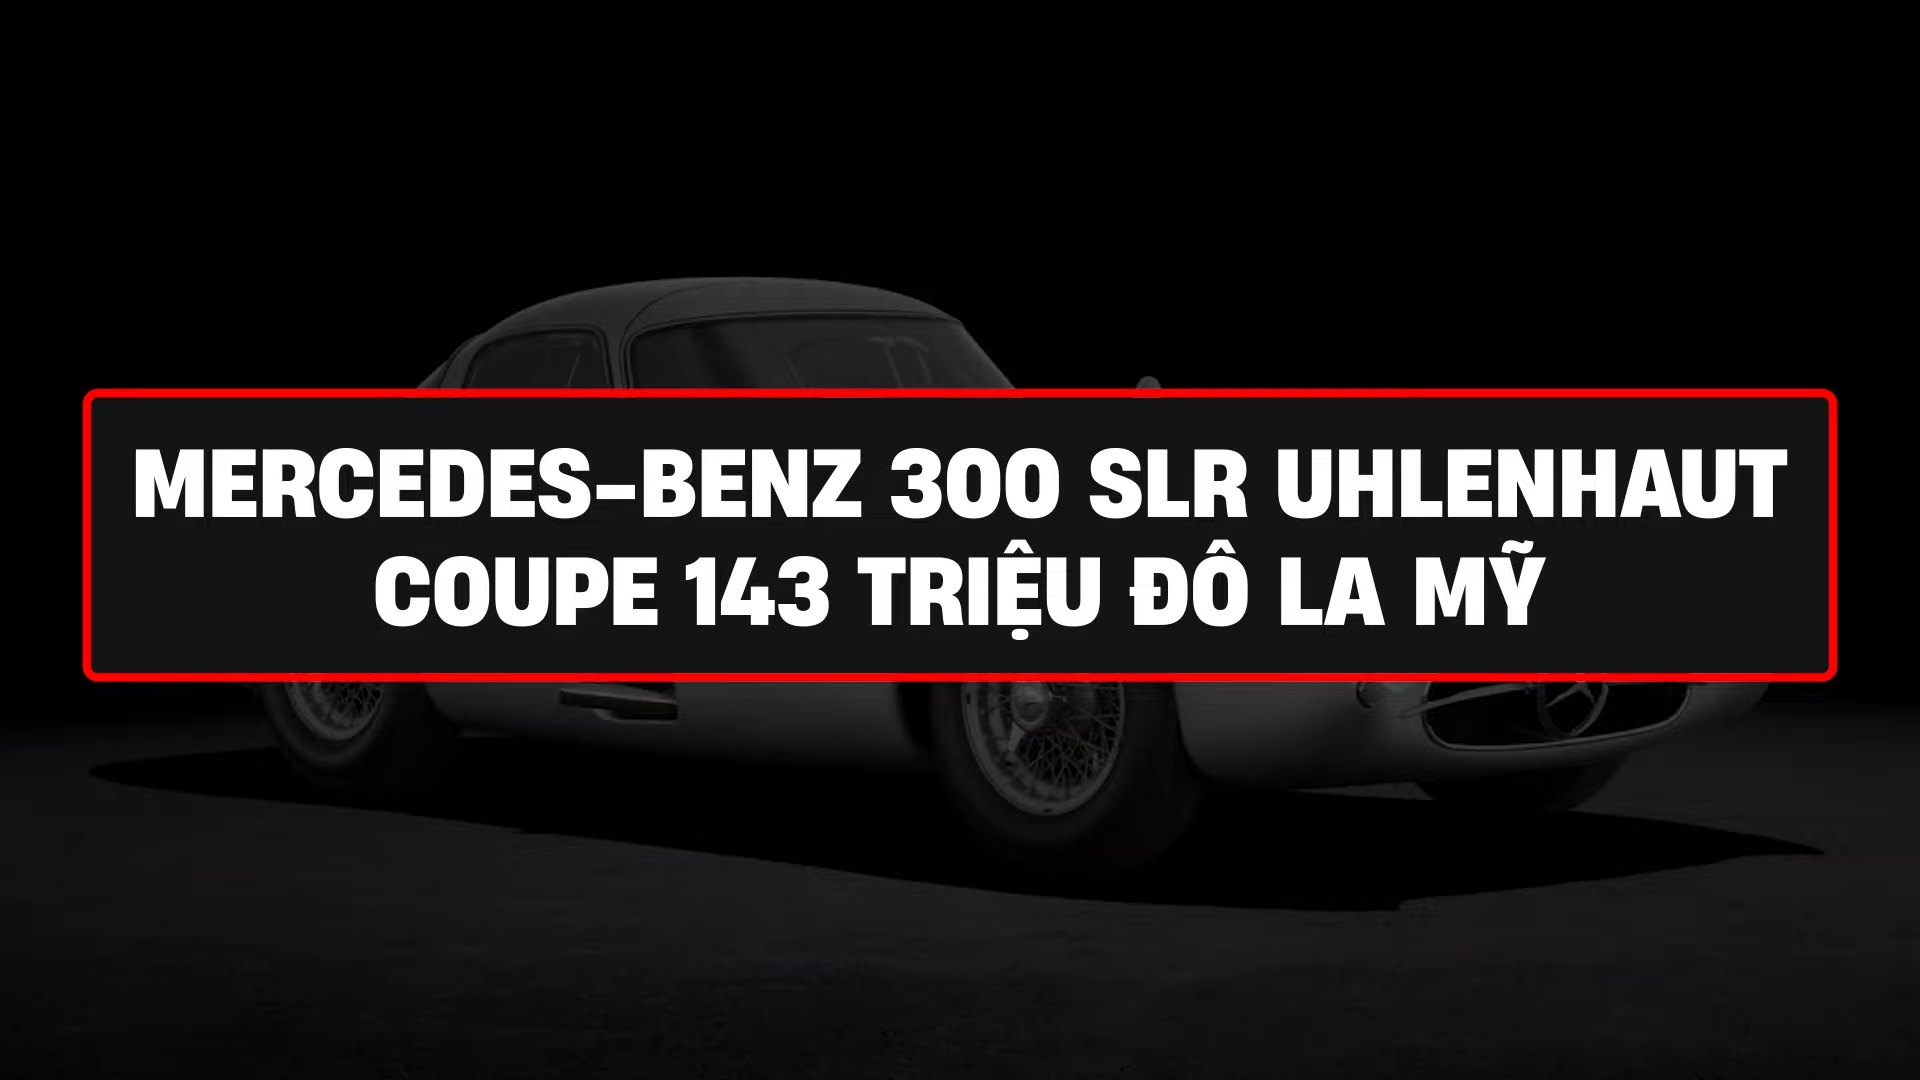 MERCEDES-BENZ 300 SLR UHLENHAUT
COUPE 143 TRIỆU ĐÔ LA MỸ